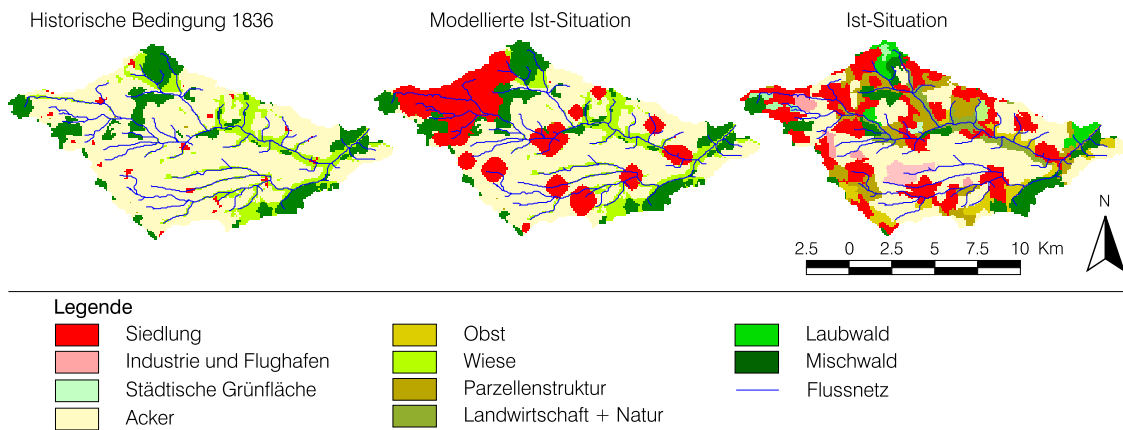 Historische Bedingung 1836
Modellierte Ist-Situation
Ist-Situation
N
2.5 0 2.5 5 7.5 10 Km
Legende
Siedlung
Industrie und Flughafen
Städtische Grünfläche
Acker
Obst
Wiese
Parzellenstruktur
Landwirtschaft + Natur
Laubwald
Mischwald
Flussnetz